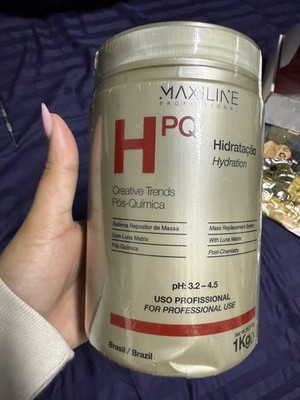 MAXILINE
PROFESSIONAL
HPQ
Hidratação
Hydration
Creative Trends
Pós-Química
Sistema Repositor de Massa
Mass Replacement System
Com Luna Matrix
With Luna Matrix
Pós-Química
Post-Chemistry
pH: 3.2 – 4.5
USO PROFISSIONAL
FOR PROFESSIONAL USE
Brasil / Brazil
1Kg